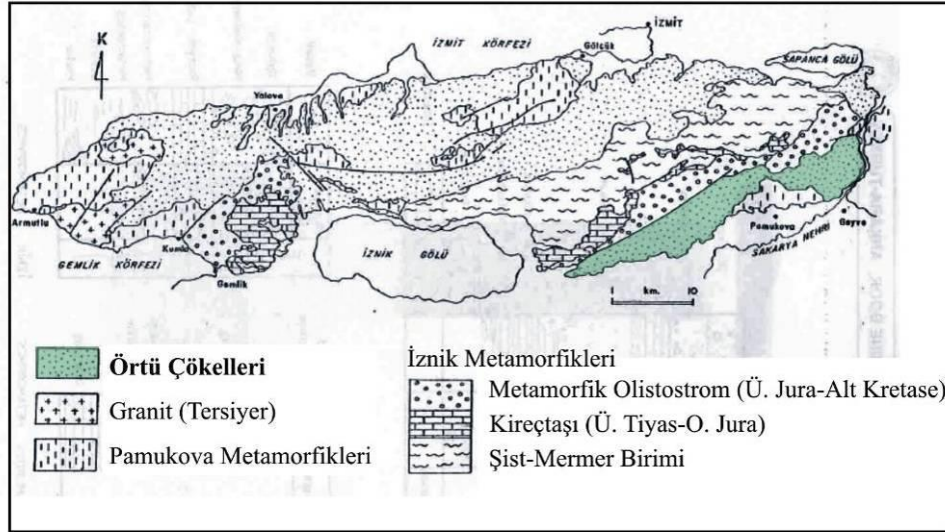 K
İZMİT
İZMİT KÖRFEZİ
Gölcük
SAPANCA GÖLÜ
Yalova
Armutlu
Kumla
GEMLİK KÖRFEZİ
Gemlik
İZNİK GÖLÜ
Pamukova
Geyve
SAKARYA NEHRİ
1 km. 10
Örtü Çökelleri
Granit (Tersiyer)
Pamukova Metamorfikleri
İznik Metamorfikleri
Metamorfik Olistostrom (Ü. Jura-Alt Kretase)
Kireçtaşı (Ü. Tiyas-O. Jura)
Şist-Mermer Birimi